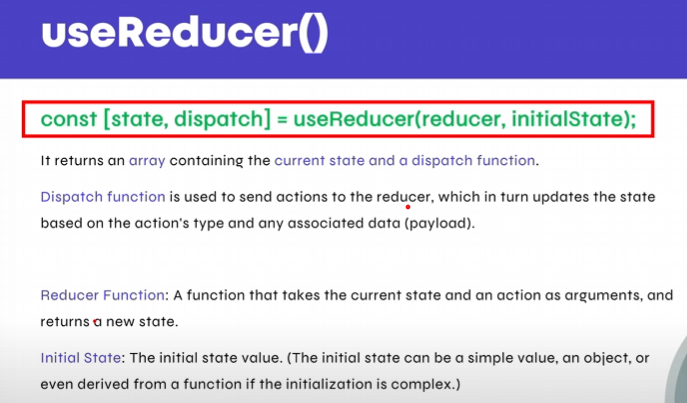 useReducer()
const [state, dispatch] = useReducer(reducer, initialState);
It returns an array containing the current state and a dispatch function.
Dispatch function is used to send actions to the reducer, which in turn updates the state
based on the action's type and any associated data (payload).
Reducer Function: A function that takes the current state and an action as arguments, and
returns a new state.
Initial State: The initial state value. (The initial state can be a simple value, an object, or
even derived from a function if the initialization is complex.)